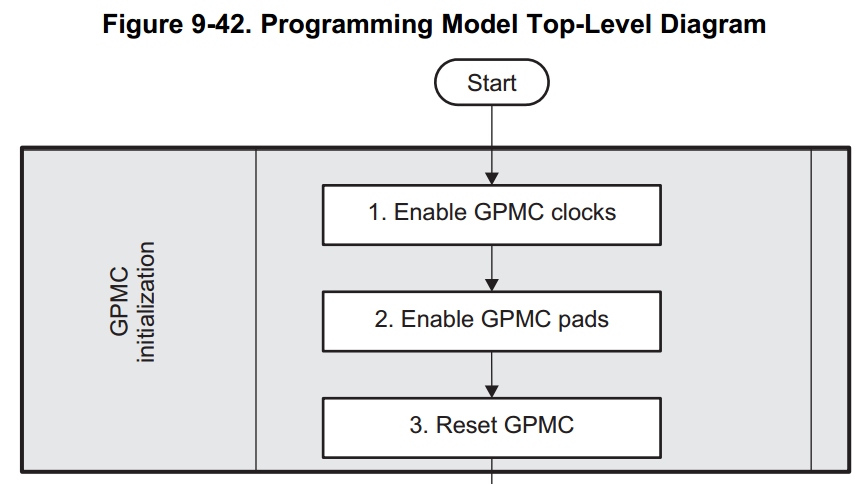 Figure 9-42. Programming Model Top-Level Diagram
Start
GPMC
initialization
1. Enable GPMC clocks
2. Enable GPMC pads
3. Reset GPMC